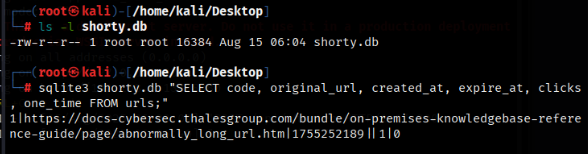 (root㉿kali)-[/home/kali/Desktop]
# ls -l shorty.db
-rw-r--r-- 1 root root 16384 Aug 15 06:04 shorty.db
(root㉿kali)-[/home/kali/Desktop]
# sqlite3 shorty.db "SELECT code, original_url, created_at, expire_at, clicks
, one_time FROM urls;"
1|https://docs-cybersec.thalesgroup.com/bundle/on-premises-knowledgebase-refere
nce-guide/page/abnormally_long_url.htm|1755252189||1|0